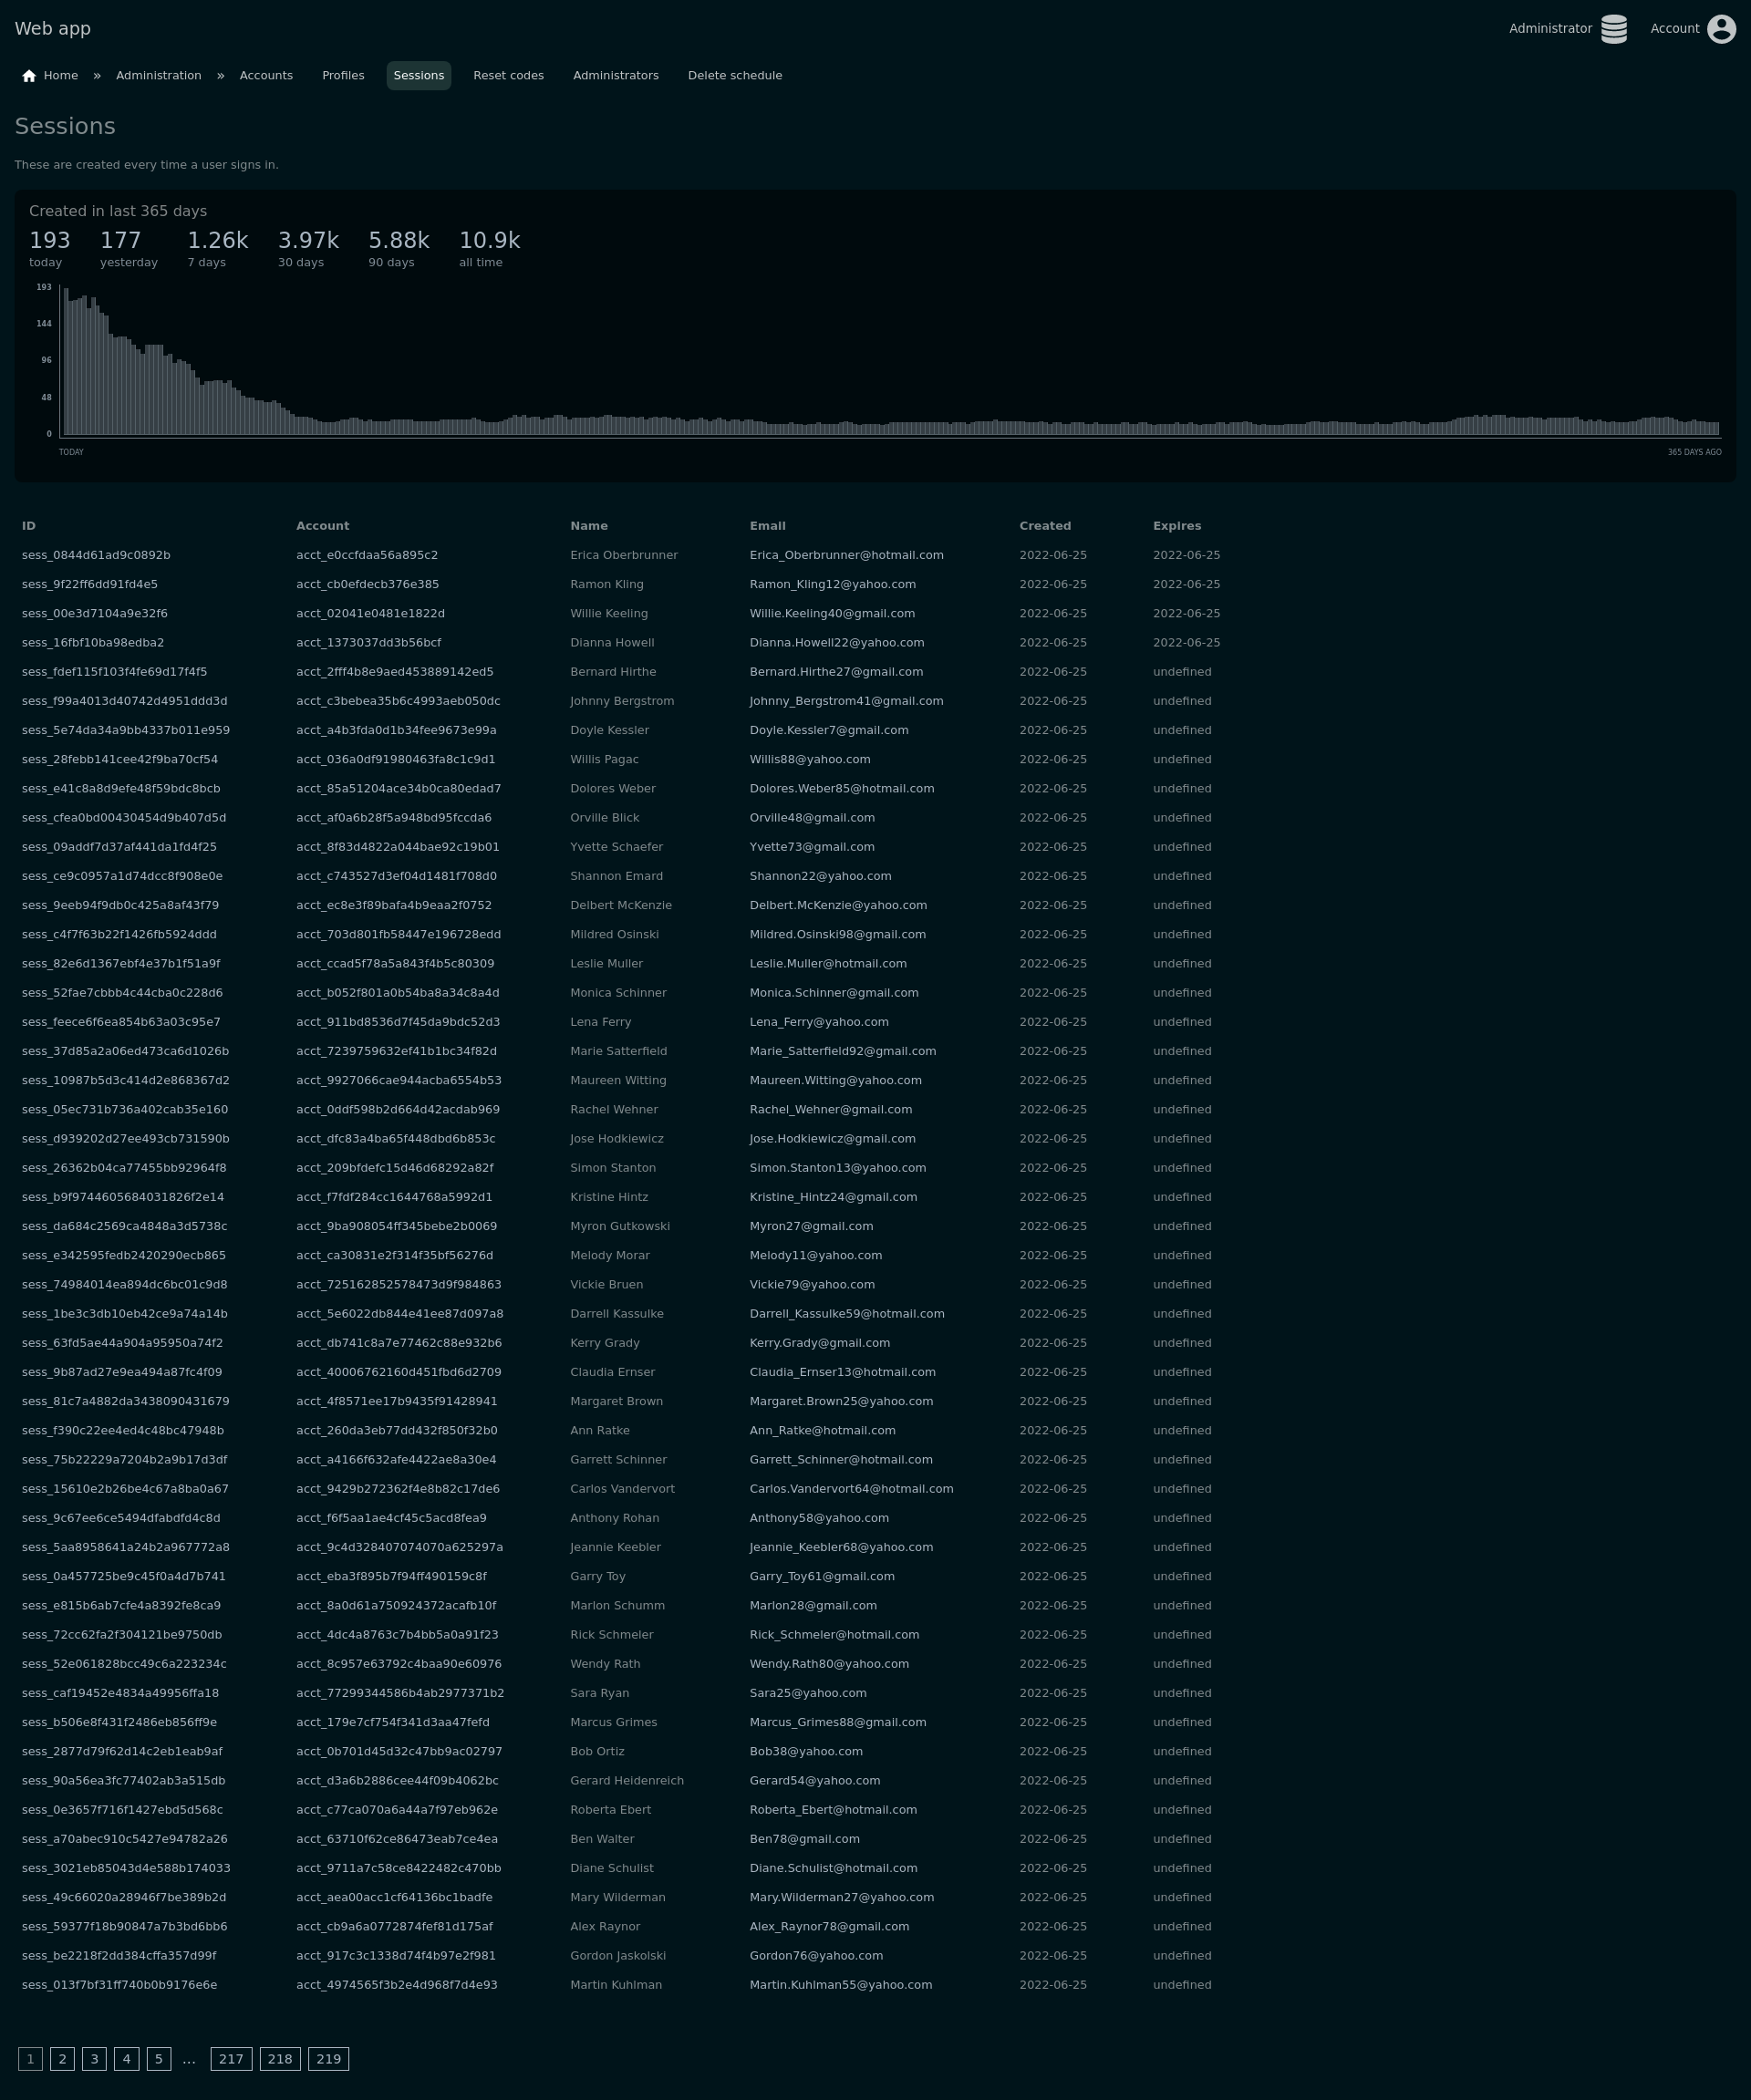 Web app
Administrator Account
Home » Administration » Accounts Profiles Sessions Reset codes Administrators Delete schedule
Sessions
These are created every time a user signs in.
Created in last 365 days
193 177 1.26k 3.97k 5.88k 10.9k
today yesterday 7 days 30 days 90 days all time
193
144
96
48
0
TODAY 365 DAYS AGO
ID Account Name Email Created Expires
sess_0844d61ad9c0892b acct_e0ccfdaa56a895c2 Erica Oberbrunner Erica_Oberbrunner@hotmail.com 2022-06-25 2022-06-25
sess_9f22ff6dd91fd4e5 acct_cb0efdecb376e385 Ramon Kling Ramon_Kling12@yahoo.com 2022-06-25 2022-06-25
sess_00e3d7104a9e32f6 acct_02041e0481e1822d Willie Keeling Willie.Keeling40@gmail.com 2022-06-25 2022-06-25
sess_16fbf10ba98edba2 acct_1373037dd3b56bcf Dianna Howell Dianna.Howell22@yahoo.com 2022-06-25 2022-06-25
sess_fdef115f103f4fe69d17f4f5 acct_2fff4b8e9aed453889142ed5 Bernard Hirthe Bernard.Hirthe27@gmail.com 2022-06-25 undefined
sess_f99a4013d40742d4951ddd3d acct_c3bebea35b6c4993aeb050dc Johnny Bergstrom Johnny_Bergstrom41@gmail.com 2022-06-25 undefined
sess_5e74da34a9bb4337b011e959 acct_a4b3fda0d1b34fee9673e99a Doyle Kessler Doyle.Kessler7@gmail.com 2022-06-25 undefined
sess_28febb141cee42f9ba70cf54 acct_036a0df91980463fa8c1c9d1 Willis Pagac Willis88@yahoo.com 2022-06-25 undefined
sess_e41c8a8d9efe48f59bdc8bcb acct_85a51204ace34b0ca80edad7 Dolores Weber Dolores.Weber85@hotmail.com 2022-06-25 undefined
sess_cfea0bd00430454d9b407d5d acct_af0a6b28f5a948bd95fccda6 Orville Blick Orville48@gmail.com 2022-06-25 undefined
sess_09addf7d37af441da1fd4f25 acct_8f83d4822a044bae92c19b01 Yvette Schaefer Yvette73@gmail.com 2022-06-25 undefined
sess_ce9c0957a1d74dcc8f908e0e acct_c743527d3ef04d1481f708d0 Shannon Emard Shannon22@yahoo.com 2022-06-25 undefined
sess_9eeb94f9db0c425a8af43f79 acct_ec8e3f89bafa4b9eaa2f0752 Delbert McKenzie Delbert.McKenzie@yahoo.com 2022-06-25 undefined
sess_c4f7f63b22f1426fb5924ddd acct_703d801fb58447e196728edd Mildred Osinski Mildred.Osinski98@gmail.com 2022-06-25 undefined
sess_82e6d1367ebf4e37b1f51a9f acct_ccad5f78a5a843f4b5c80309 Leslie Muller Leslie.Muller@hotmail.com 2022-06-25 undefined
sess_52fae7cbbb4c44cba0c228d6 acct_b052f801a0b54ba8a34c8a4d Monica Schinner Monica.Schinner@gmail.com 2022-06-25 undefined
sess_feece6f6ea854b63a03c95e7 acct_911bd8536d7f45da9bdc52d3 Lena Ferry Lena_Ferry@yahoo.com 2022-06-25 undefined
sess_37d85a2a06ed473ca6d1026b acct_7239759632ef41b1bc34f82d Marie Satterfield Marie_Satterfield92@gmail.com 2022-06-25 undefined
sess_10987b5d3c414d2e868367d2 acct_9927066cae944acba6554b53 Maureen Witting Maureen.Witting@yahoo.com 2022-06-25 undefined
sess_05ec731b736a402cab35e160 acct_0ddf598b2d664d42acdab969 Rachel Wehner Rachel_Wehner@gmail.com 2022-06-25 undefined
sess_d939202d27ee493cb731590b acct_dfc83a4ba65f448dbd6b853c Jose Hodkiewicz Jose.Hodkiewicz@gmail.com 2022-06-25 undefined
sess_26362b04ca77455bb92964f8 acct_209bfdefc15d46d68292a82f Simon Stanton Simon.Stanton13@yahoo.com 2022-06-25 undefined
sess_b9f9744605684031826f2e14 acct_f7fdf284cc1644768a5992d1 Kristine Hintz Kristine_Hintz24@gmail.com 2022-06-25 undefined
sess_da684c2569ca4848a3d5738c acct_9ba908054ff345bebe2b0069 Myron Gutkowski Myron27@gmail.com 2022-06-25 undefined
sess_e342595fedb2420290ecb865 acct_ca30831e2f314f35bf56276d Melody Morar Melody11@yahoo.com 2022-06-25 undefined
sess_74984014ea894dc6bc01c9d8 acct_725162852578473d9f984863 Vickie Bruen Vickie79@yahoo.com 2022-06-25 undefined
sess_1be3c3db10eb42ce9a74a14b acct_5e6022db844e41ee87d097a8 Darrell Kassulke Darrell_Kassulke59@hotmail.com 2022-06-25 undefined
sess_63fd5ae44a904a95950a74f2 acct_db741c8a7e77462c88e932b6 Kerry Grady Kerry.Grady@gmail.com 2022-06-25 undefined
sess_9b87ad27e9ea494a87fc4f09 acct_40006762160d451fbd6d2709 Claudia Ernser Claudia_Ernser13@hotmail.com 2022-06-25 undefined
sess_81c7a4882da3438090431679 acct_4f8571ee17b9435f91428941 Margaret Brown Margaret.Brown25@yahoo.com 2022-06-25 undefined
sess_f390c22ee4ed4c48bc47948b acct_260da3eb77dd432f850f32b0 Ann Ratke Ann_Ratke@hotmail.com 2022-06-25 undefined
sess_75b22229a7204b2a9b17d3df acct_a4166f632afe4422ae8a30e4 Garrett Schinner Garrett_Schinner@hotmail.com 2022-06-25 undefined
sess_15610e2b26be4c67a8ba0a67 acct_9429b272362f4e8b82c17de6 Carlos Vandervort Carlos.Vandervort64@hotmail.com 2022-06-25 undefined
sess_9c67ee6ce5494dfabdfd4c8d acct_f6f5aa1ae4cf45c5acd8fea9 Anthony Rohan Anthony58@yahoo.com 2022-06-25 undefined
sess_5aa8958641a24b2a967772a8 acct_9c4d328407074070a625297a Jeannie Keebler Jeannie_Keebler68@yahoo.com 2022-06-25 undefined
sess_0a457725be9c45f0a4d7b741 acct_eba3f895b7f94ff490159c8f Garry Toy Garry_Toy61@gmail.com 2022-06-25 undefined
sess_e815b6ab7cfe4a8392fe8ca9 acct_8a0d61a750924372acafb10f Marlon Schumm Marlon28@gmail.com 2022-06-25 undefined
sess_72cc62fa2f304121be9750db acct_4dc4a8763c7b4bb5a0a91f23 Rick Schmeler Rick_Schmeler@hotmail.com 2022-06-25 undefined
sess_52e061828bcc49c6a223234c acct_8c957e63792c4baa90e60976 Wendy Rath Wendy.Rath80@yahoo.com 2022-06-25 undefined
sess_caf19452e4834a49956ffa18 acct_77299344586b4ab2977371b2 Sara Ryan Sara25@yahoo.com 2022-06-25 undefined
sess_b506e8f431f2486eb856ff9e acct_179e7cf754f341d3aa47fefd Marcus Grimes Marcus_Grimes88@gmail.com 2022-06-25 undefined
sess_2877d79f62d14c2eb1eab9af acct_0b701d45d32c47bb9ac02797 Bob Ortiz Bob38@yahoo.com 2022-06-25 undefined
sess_90a56ea3fc77402ab3a515db acct_d3a6b2886cee44f09b4062bc Gerard Heidenreich Gerard54@yahoo.com 2022-06-25 undefined
sess_0e3657f716f1427ebd5d568c acct_c77ca070a6a44a7f97eb962e Roberta Ebert Roberta_Ebert@hotmail.com 2022-06-25 undefined
sess_a70abec910c5427e94782a26 acct_63710f62ce86473eab7ce4ea Ben Walter Ben78@gmail.com 2022-06-25 undefined
sess_3021eb85043d4e588b174033 acct_9711a7c58ce8422482c470bb Diane Schulist Diane.Schulist@hotmail.com 2022-06-25 undefined
sess_49c66020a28946f7be389b2d acct_aea00acc1cf64136bc1badfe Mary Wilderman Mary.Wilderman27@yahoo.com 2022-06-25 undefined
sess_59377f18b90847a7b3bd6bb6 acct_cb9a6a0772874fef81d175af Alex Raynor Alex_Raynor78@gmail.com 2022-06-25 undefined
sess_be2218f2dd384cffa357d99f acct_917c3c1338d74f4b97e2f981 Gordon Jaskolski Gordon76@yahoo.com 2022-06-25 undefined
sess_013f7bf31ff740b0b9176e6e acct_4974565f3b2e4d968f7d4e93 Martin Kuhlman Martin.Kuhlman55@yahoo.com 2022-06-25 undefined
1 2 3 4 5 ... 217 218 219